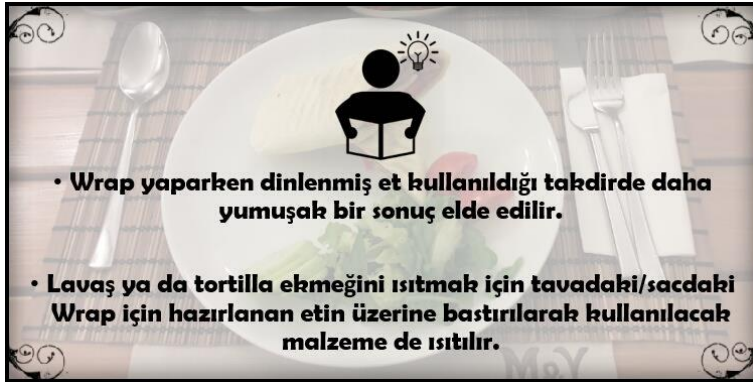 • Wrap yaparken dinlenmiş et kullanıldığı takdirde daha
yumuşak bir sonuç elde edilir.
• Lavaş ya da tortilla ekmeğini ısıtmak için tavadaki/sacdaki
Wrap için hazırlanan etin üzerine bastırılarak kullanılacak
malzeme de ısıtılır.
M&Y